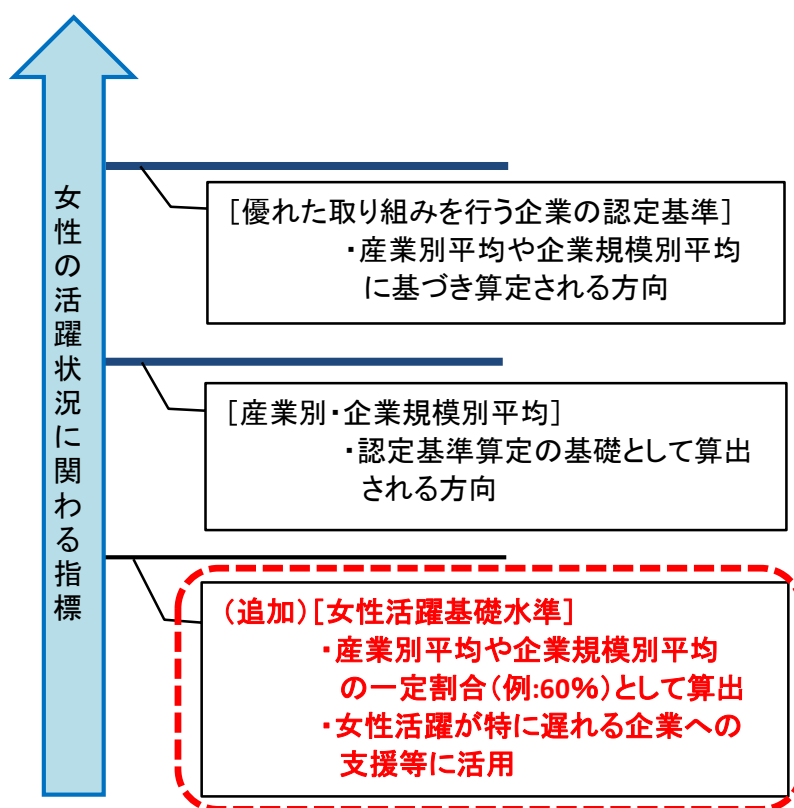 女性の活躍状況に関わる指標
［優れた取り組みを行う企業の認定基準］
・産業別平均や企業規模別平均
に基づき算定される方向
［産業別・企業規模別平均］
・認定基準算定の基礎として算出
される方向
（追加）［女性活躍基礎水準］
・産業別平均や企業規模別平均
の一定割合（例:60％）として算出
・女性活躍が特に遅れる企業への
支援等に活用